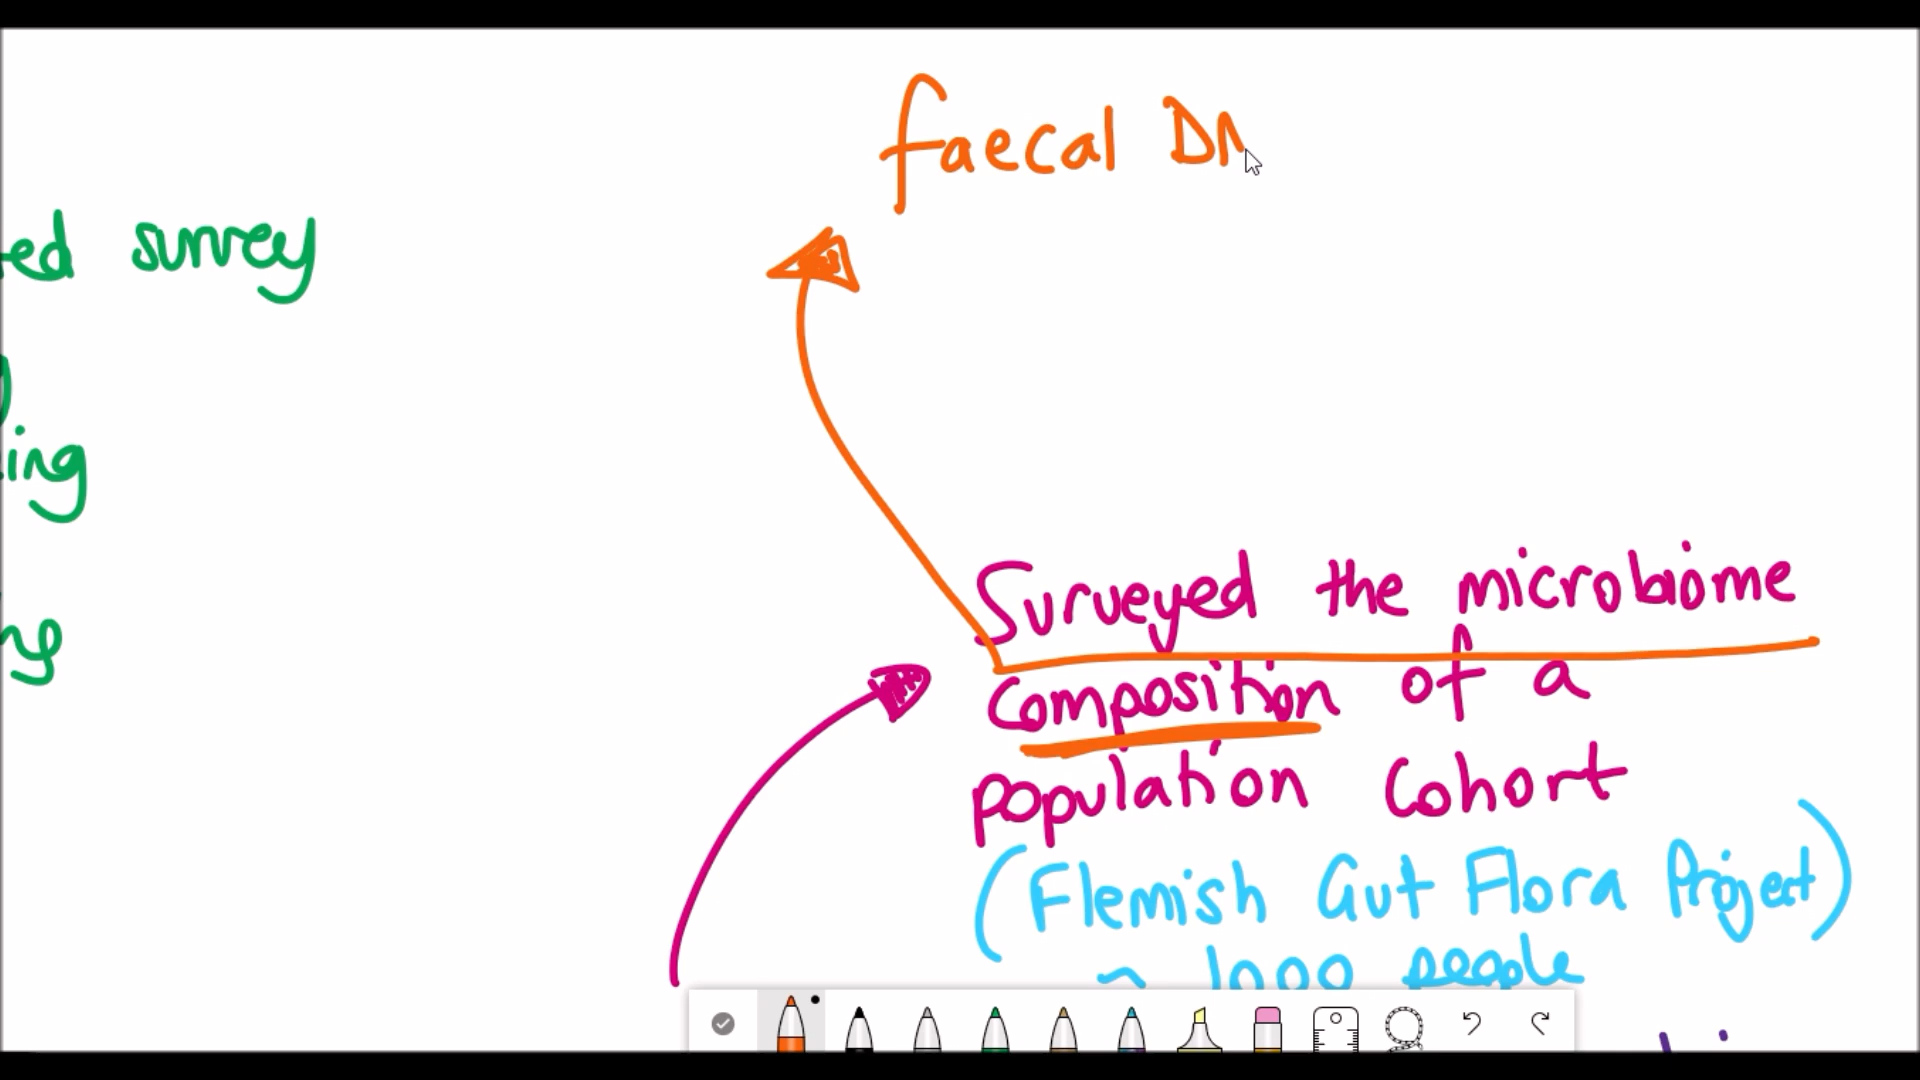 faecal DN
ed survey
ing
Surveyed the microbiome
composition of a
population Cohort
(Flemish Gut Flora Project)
~ 1000 people